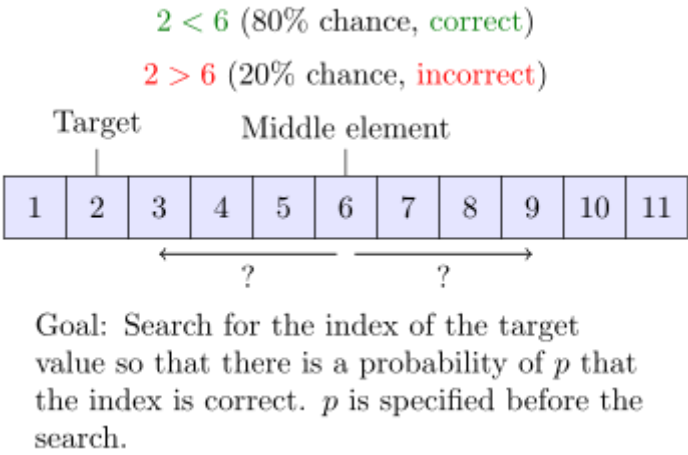 2 < 6 (80% chance, correct)
2 > 6 (20% chance, incorrect)
Target Middle element
1 2 3 4 5 6 7 8 9 10 11
? ?
Goal: Search for the index of the target
value so that there is a probability of p that
the index is correct. p is specified before the
search.